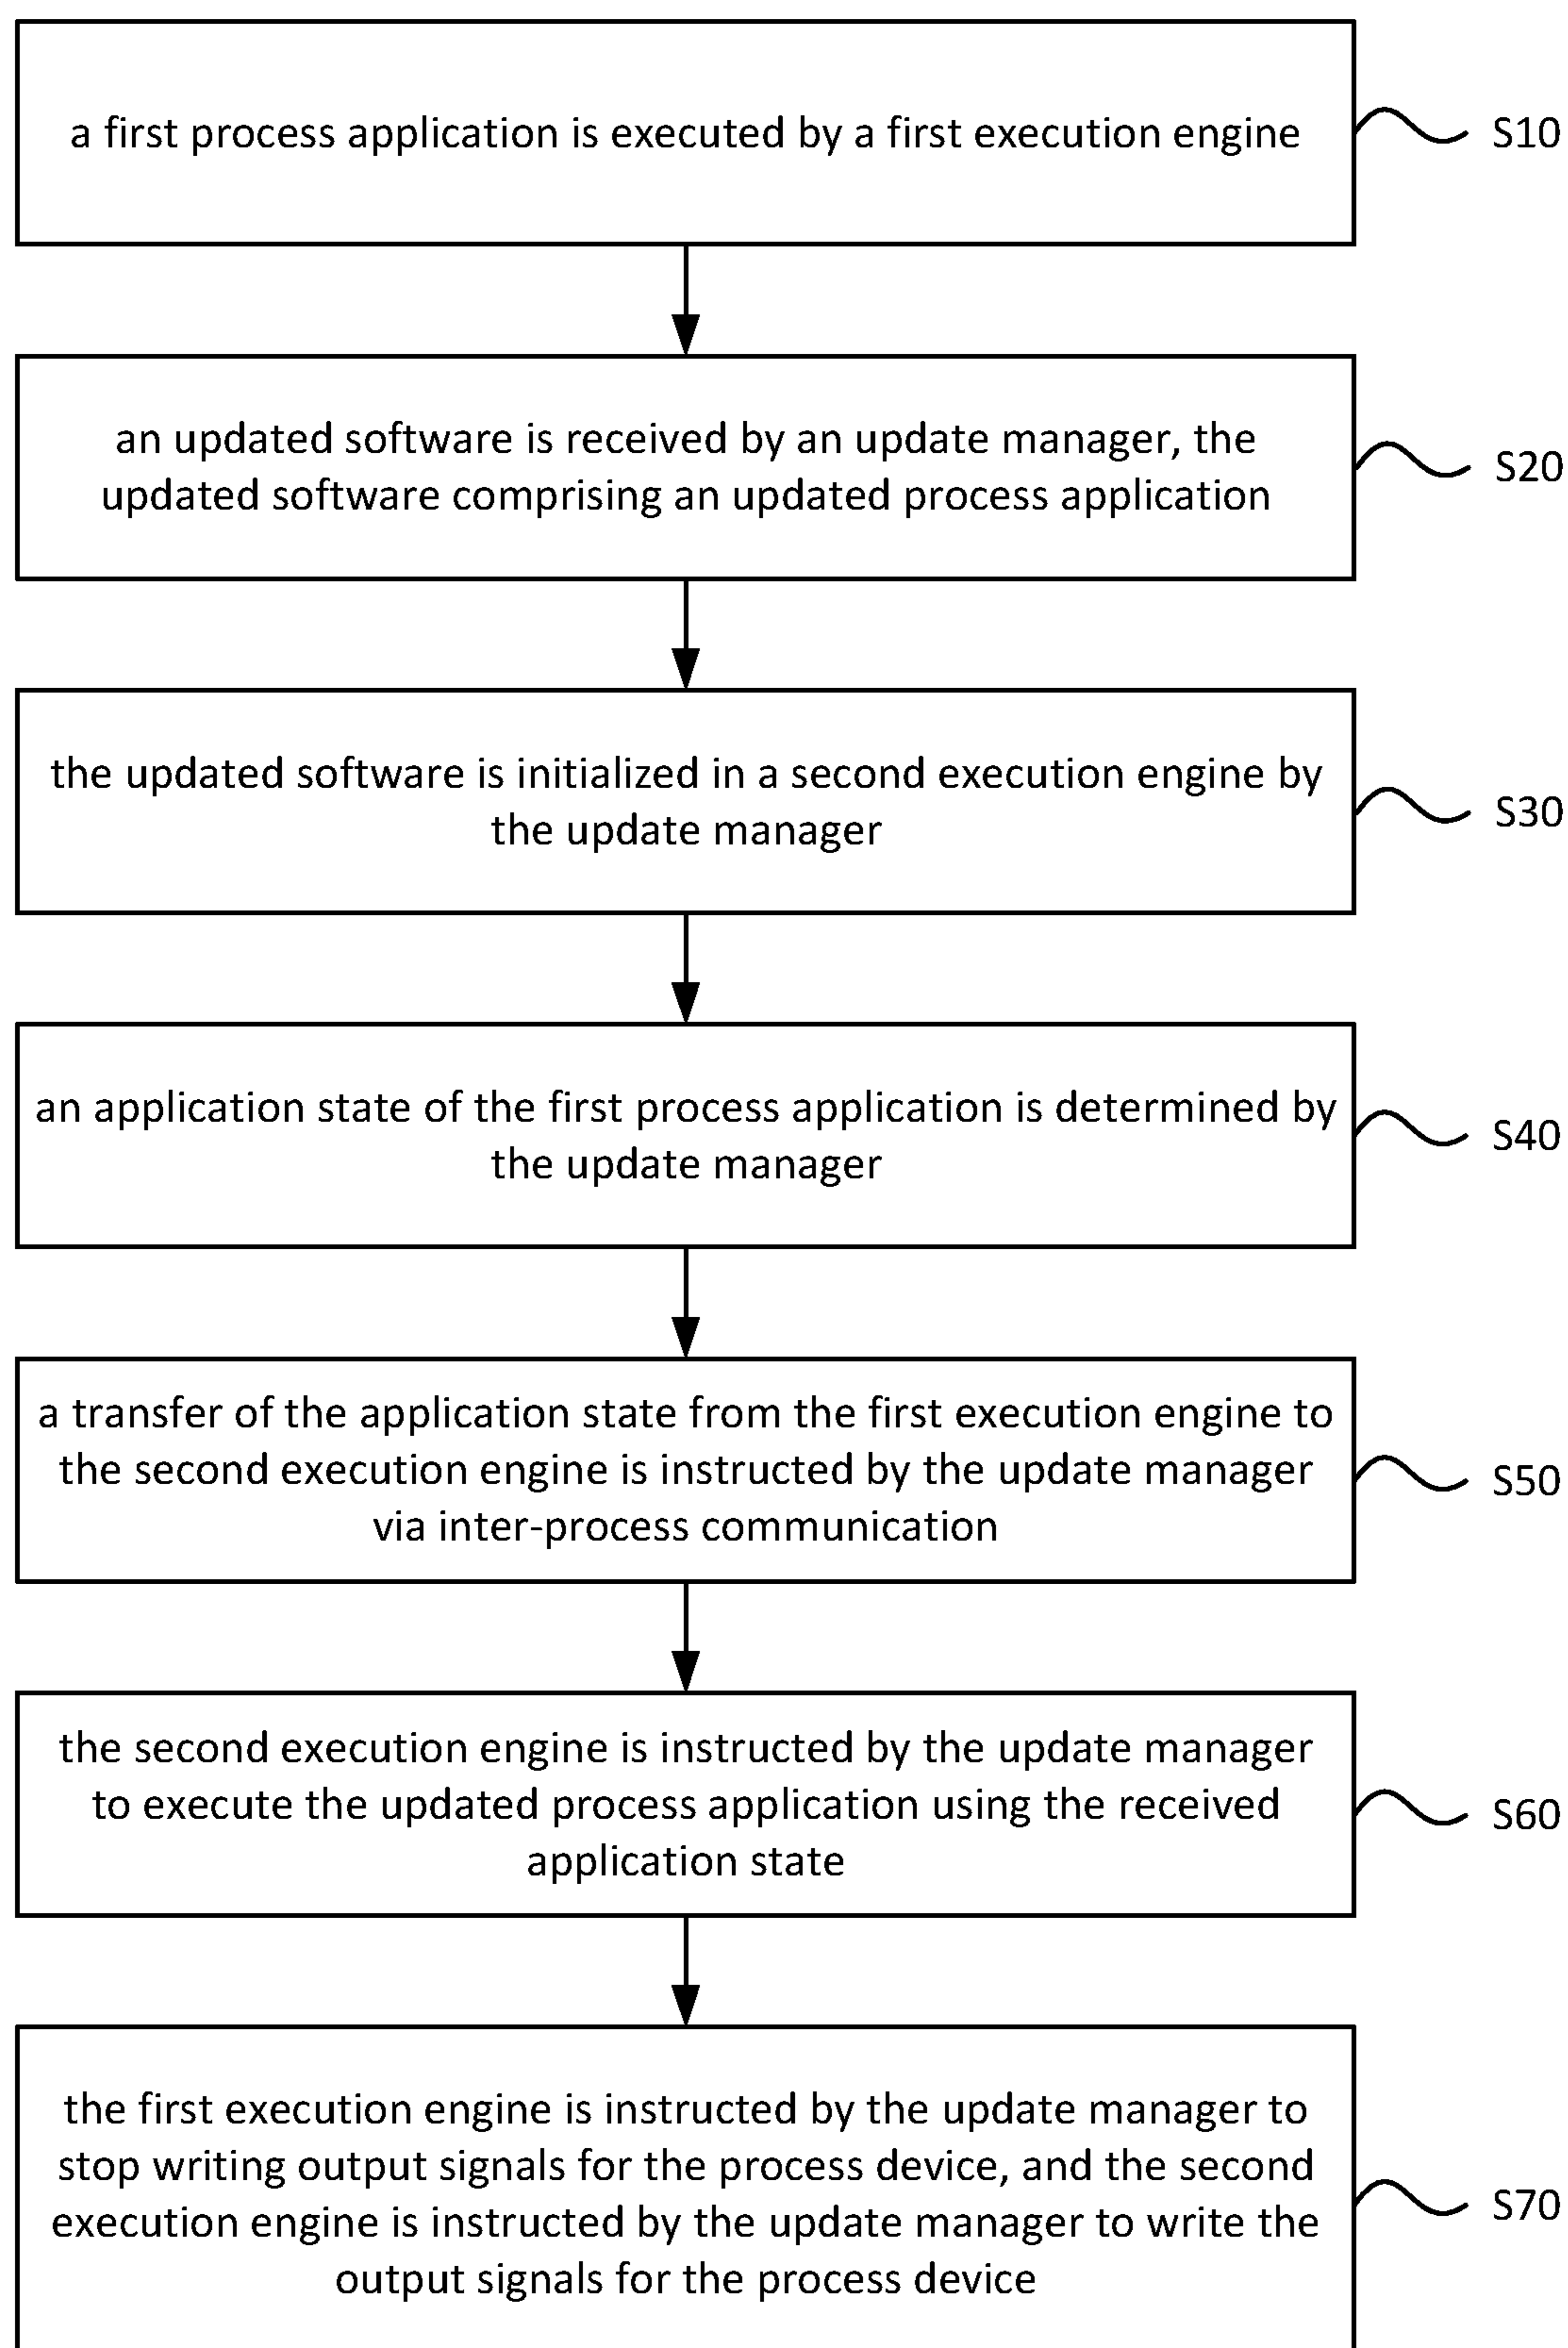 a first process application is executed by a first execution engine
S10
an updated software is received by an update manager, the
updated software comprising an updated process application
S20
the updated software is initialized in a second execution engine by
the update manager
S30
an application state of the first process application is determined by
the update manager
S40
a transfer of the application state from the first execution engine to
the second execution engine is instructed by the update manager
via inter-process communication
S50
the second execution engine is instructed by the update manager
to execute the updated process application using the received
application state
S60
the first execution engine is instructed by the update manager to
stop writing output signals for the process device, and the second
execution engine is instructed by the update manager to write the
output signals for the process device
S70